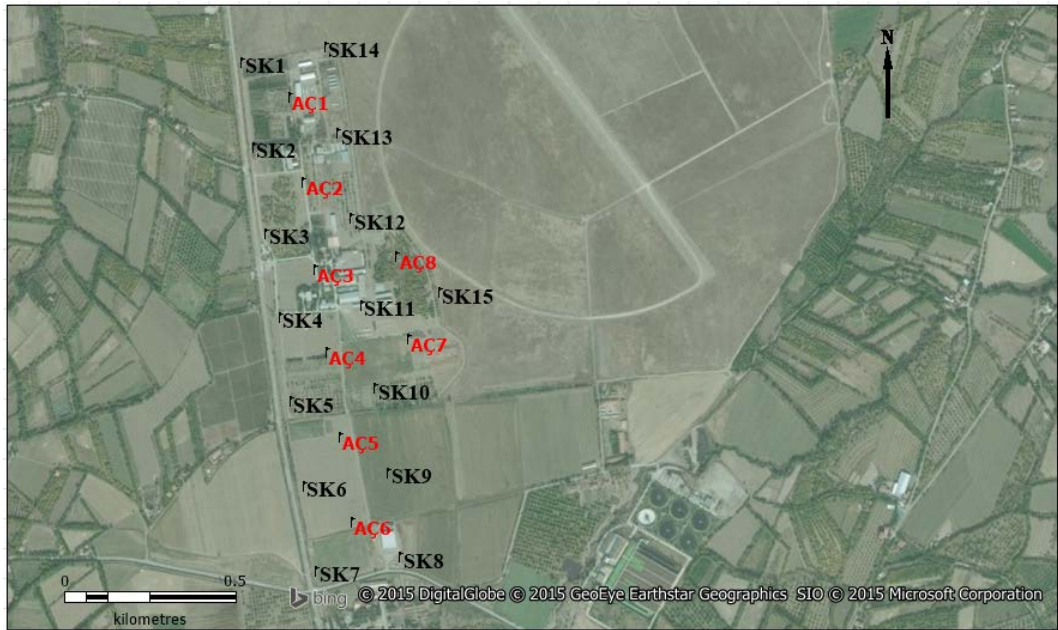 N
SK14
SK1
AÇ1
SK13
SK2
AÇ2
SK12
SK3
AÇ8
AÇ3
SK15
SK11
SK4
AÇ7
AÇ4
SK10
SK5
AÇ5
SK9
SK6
AÇ6
SK8
SK7
0 0.5
kilometres
bing © 2015 DigitalGlobe © 2015 GeoEye Earthstar Geographics SIO © 2015 Microsoft Corporation